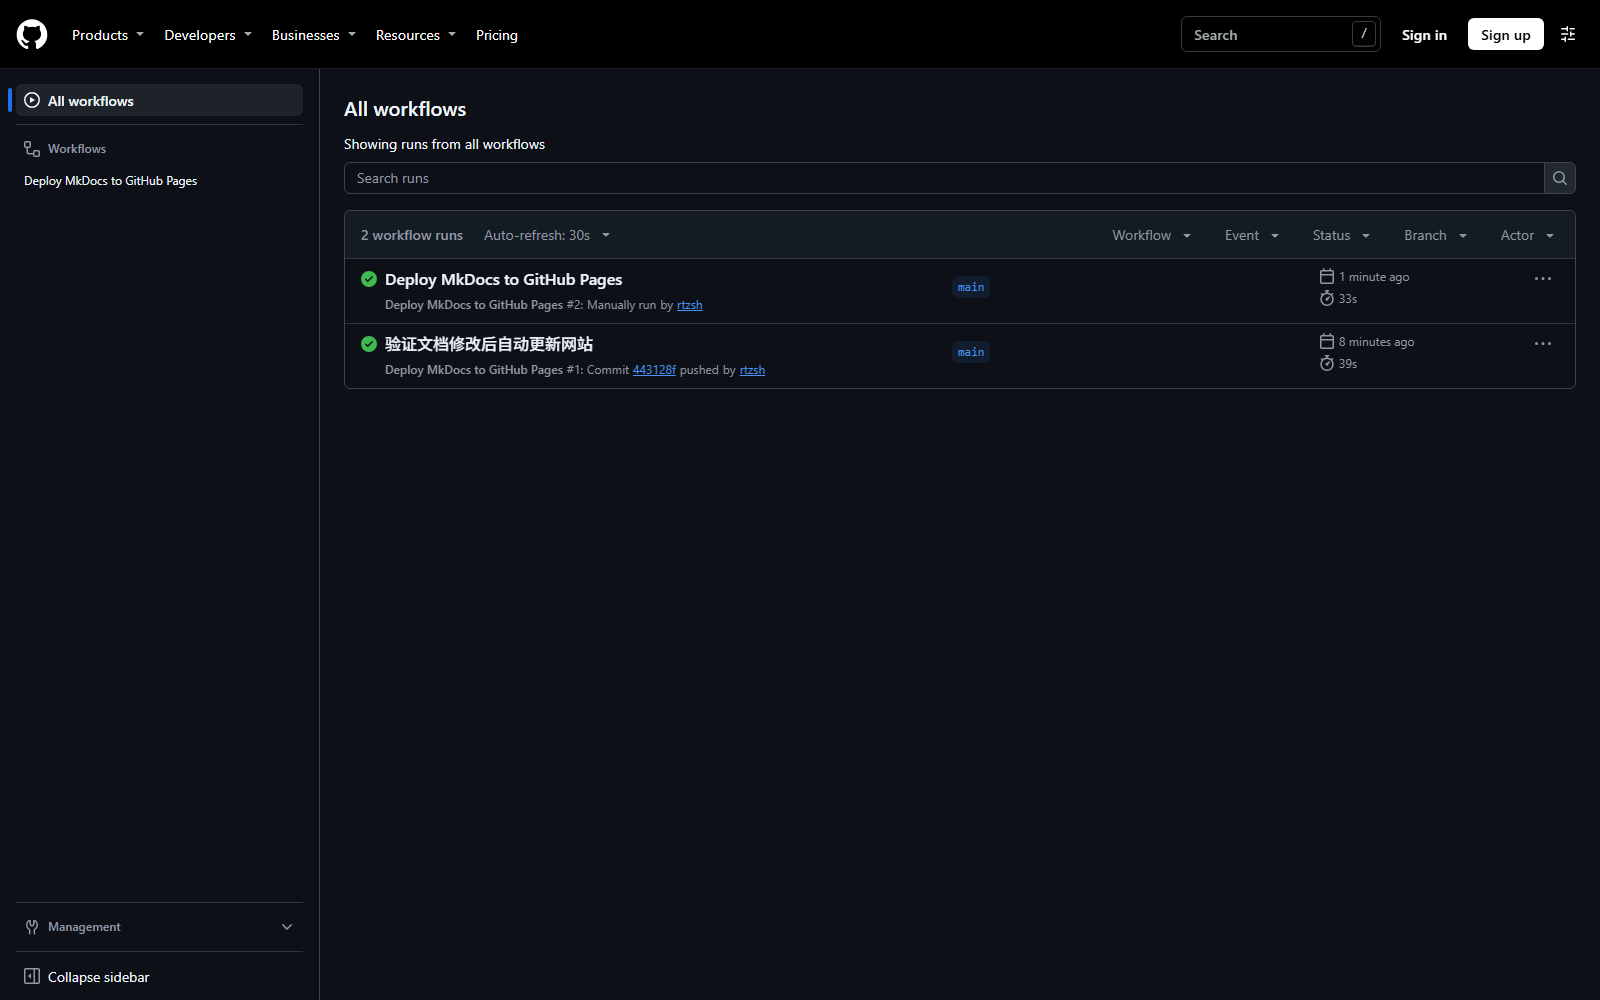 Products Developers Businesses Resources Pricing Search / Sign in Sign up
All workflows
Workflows
Deploy MkDocs to GitHub Pages
Management
Collapse sidebar
All workflows
Showing runs from all workflows
Search runs
2 workflow runs Auto-refresh: 30s Workflow Event Status Branch Actor
Deploy MkDocs to GitHub Pages main 1 minute ago
Deploy MkDocs to GitHub Pages #2: Manually run by rtzsh 33s
验证文档修改后自动更新网站 main 8 minutes ago
Deploy MkDocs to GitHub Pages #1: Commit 443128f pushed by rtzsh 39s